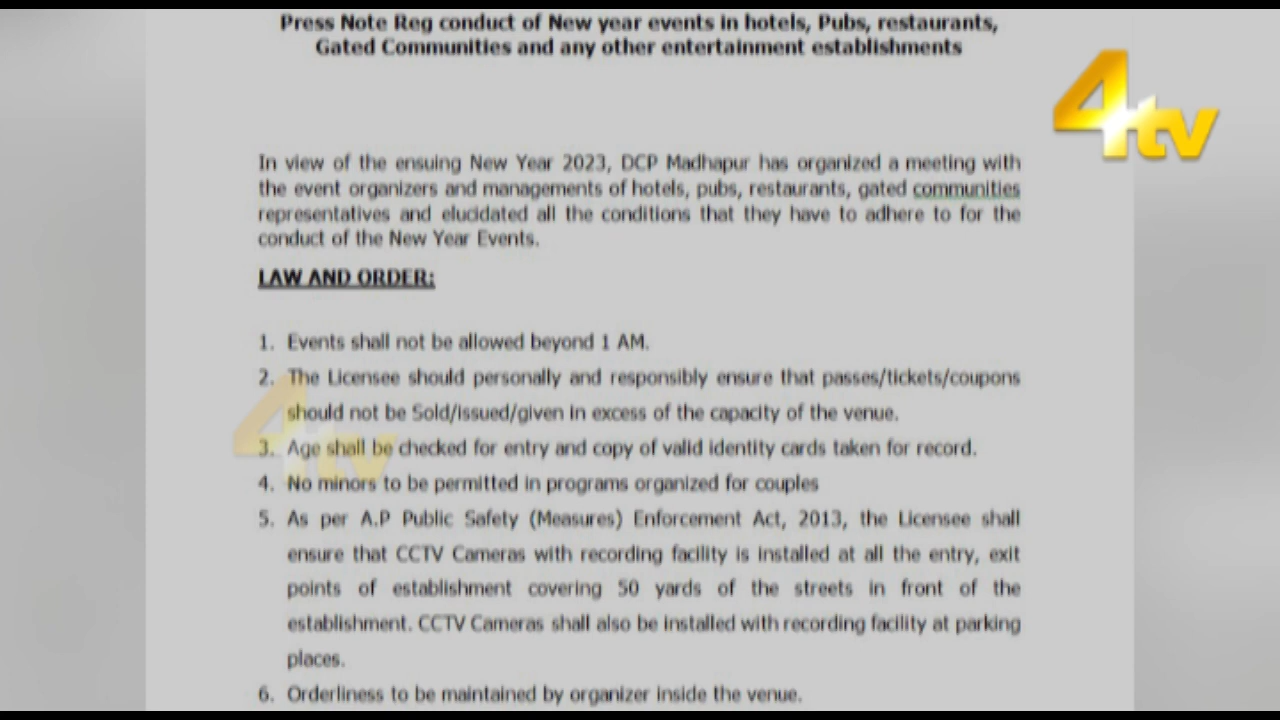 Press Note Reg conduct of New year events in hotels, Pubs, restaurants,
Gated Communities and any other entertainment establishments
4tv
In view of the ensuing New Year 2023, DCP Madhapur has organized a meeting with
the event organizers and managements of hotels, pubs, restaurants, gated communities
representatives and elucidated all the conditions that they have to adhere to for the
conduct of the New Year Events.
LAW AND ORDER:
1. Events shall not be allowed beyond 1 AM.
2. The Licensee should personally and responsibly ensure that passes/tickets/coupons
should not be Sold/issued/given in excess of the capacity of the venue.
3. Age shall be checked for entry and copy of valid identity cards taken for record.
4. No minors to be permitted in programs organized for couples
5. As per A.P Public Safety (Measures) Enforcement Act, 2013, the Licensee shall
ensure that CCTV Cameras with recording facility is installed at all the entry, exit
points of establishment covering 50 yards of the streets in front of the
establishment. CCTV Cameras shall also be installed with recording facility at parking
places.
6. Orderliness to be maintained by organizer inside the venue.
4tv